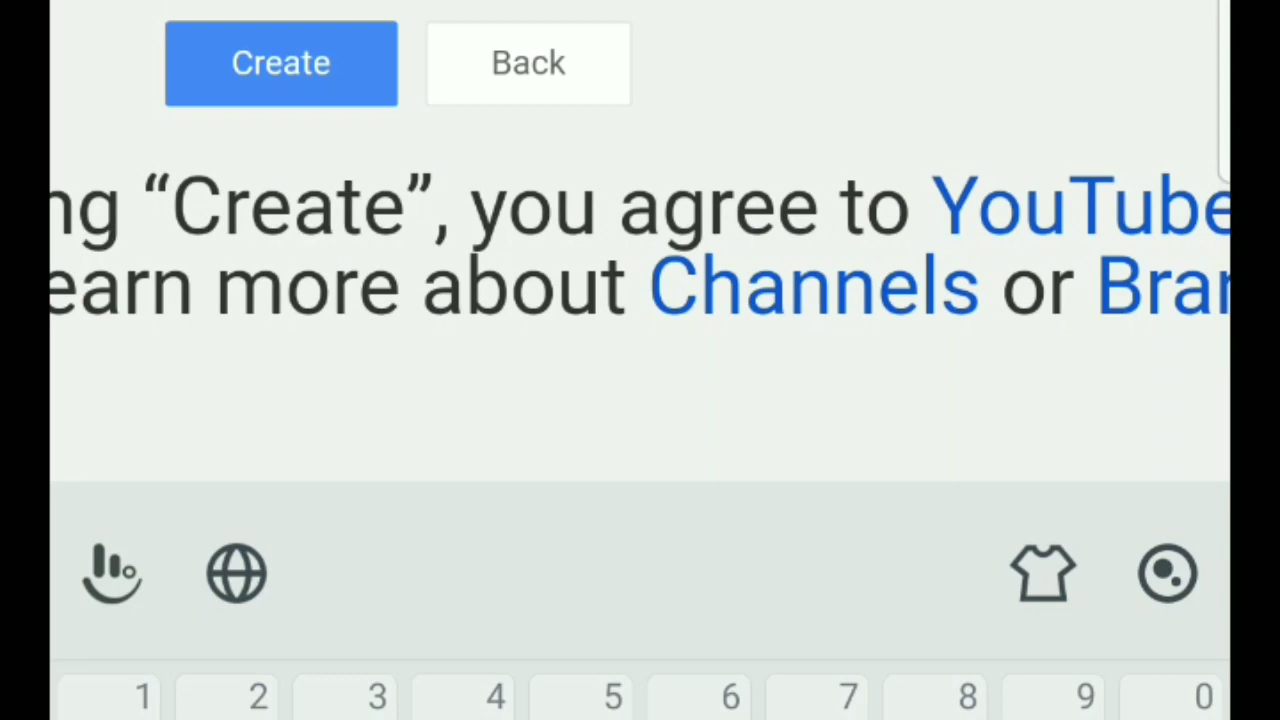 Create Back
ng “Create”, you agree to YouTube
earn more about Channels or Bran
1 2 3 4 5 6 7 8 9 0